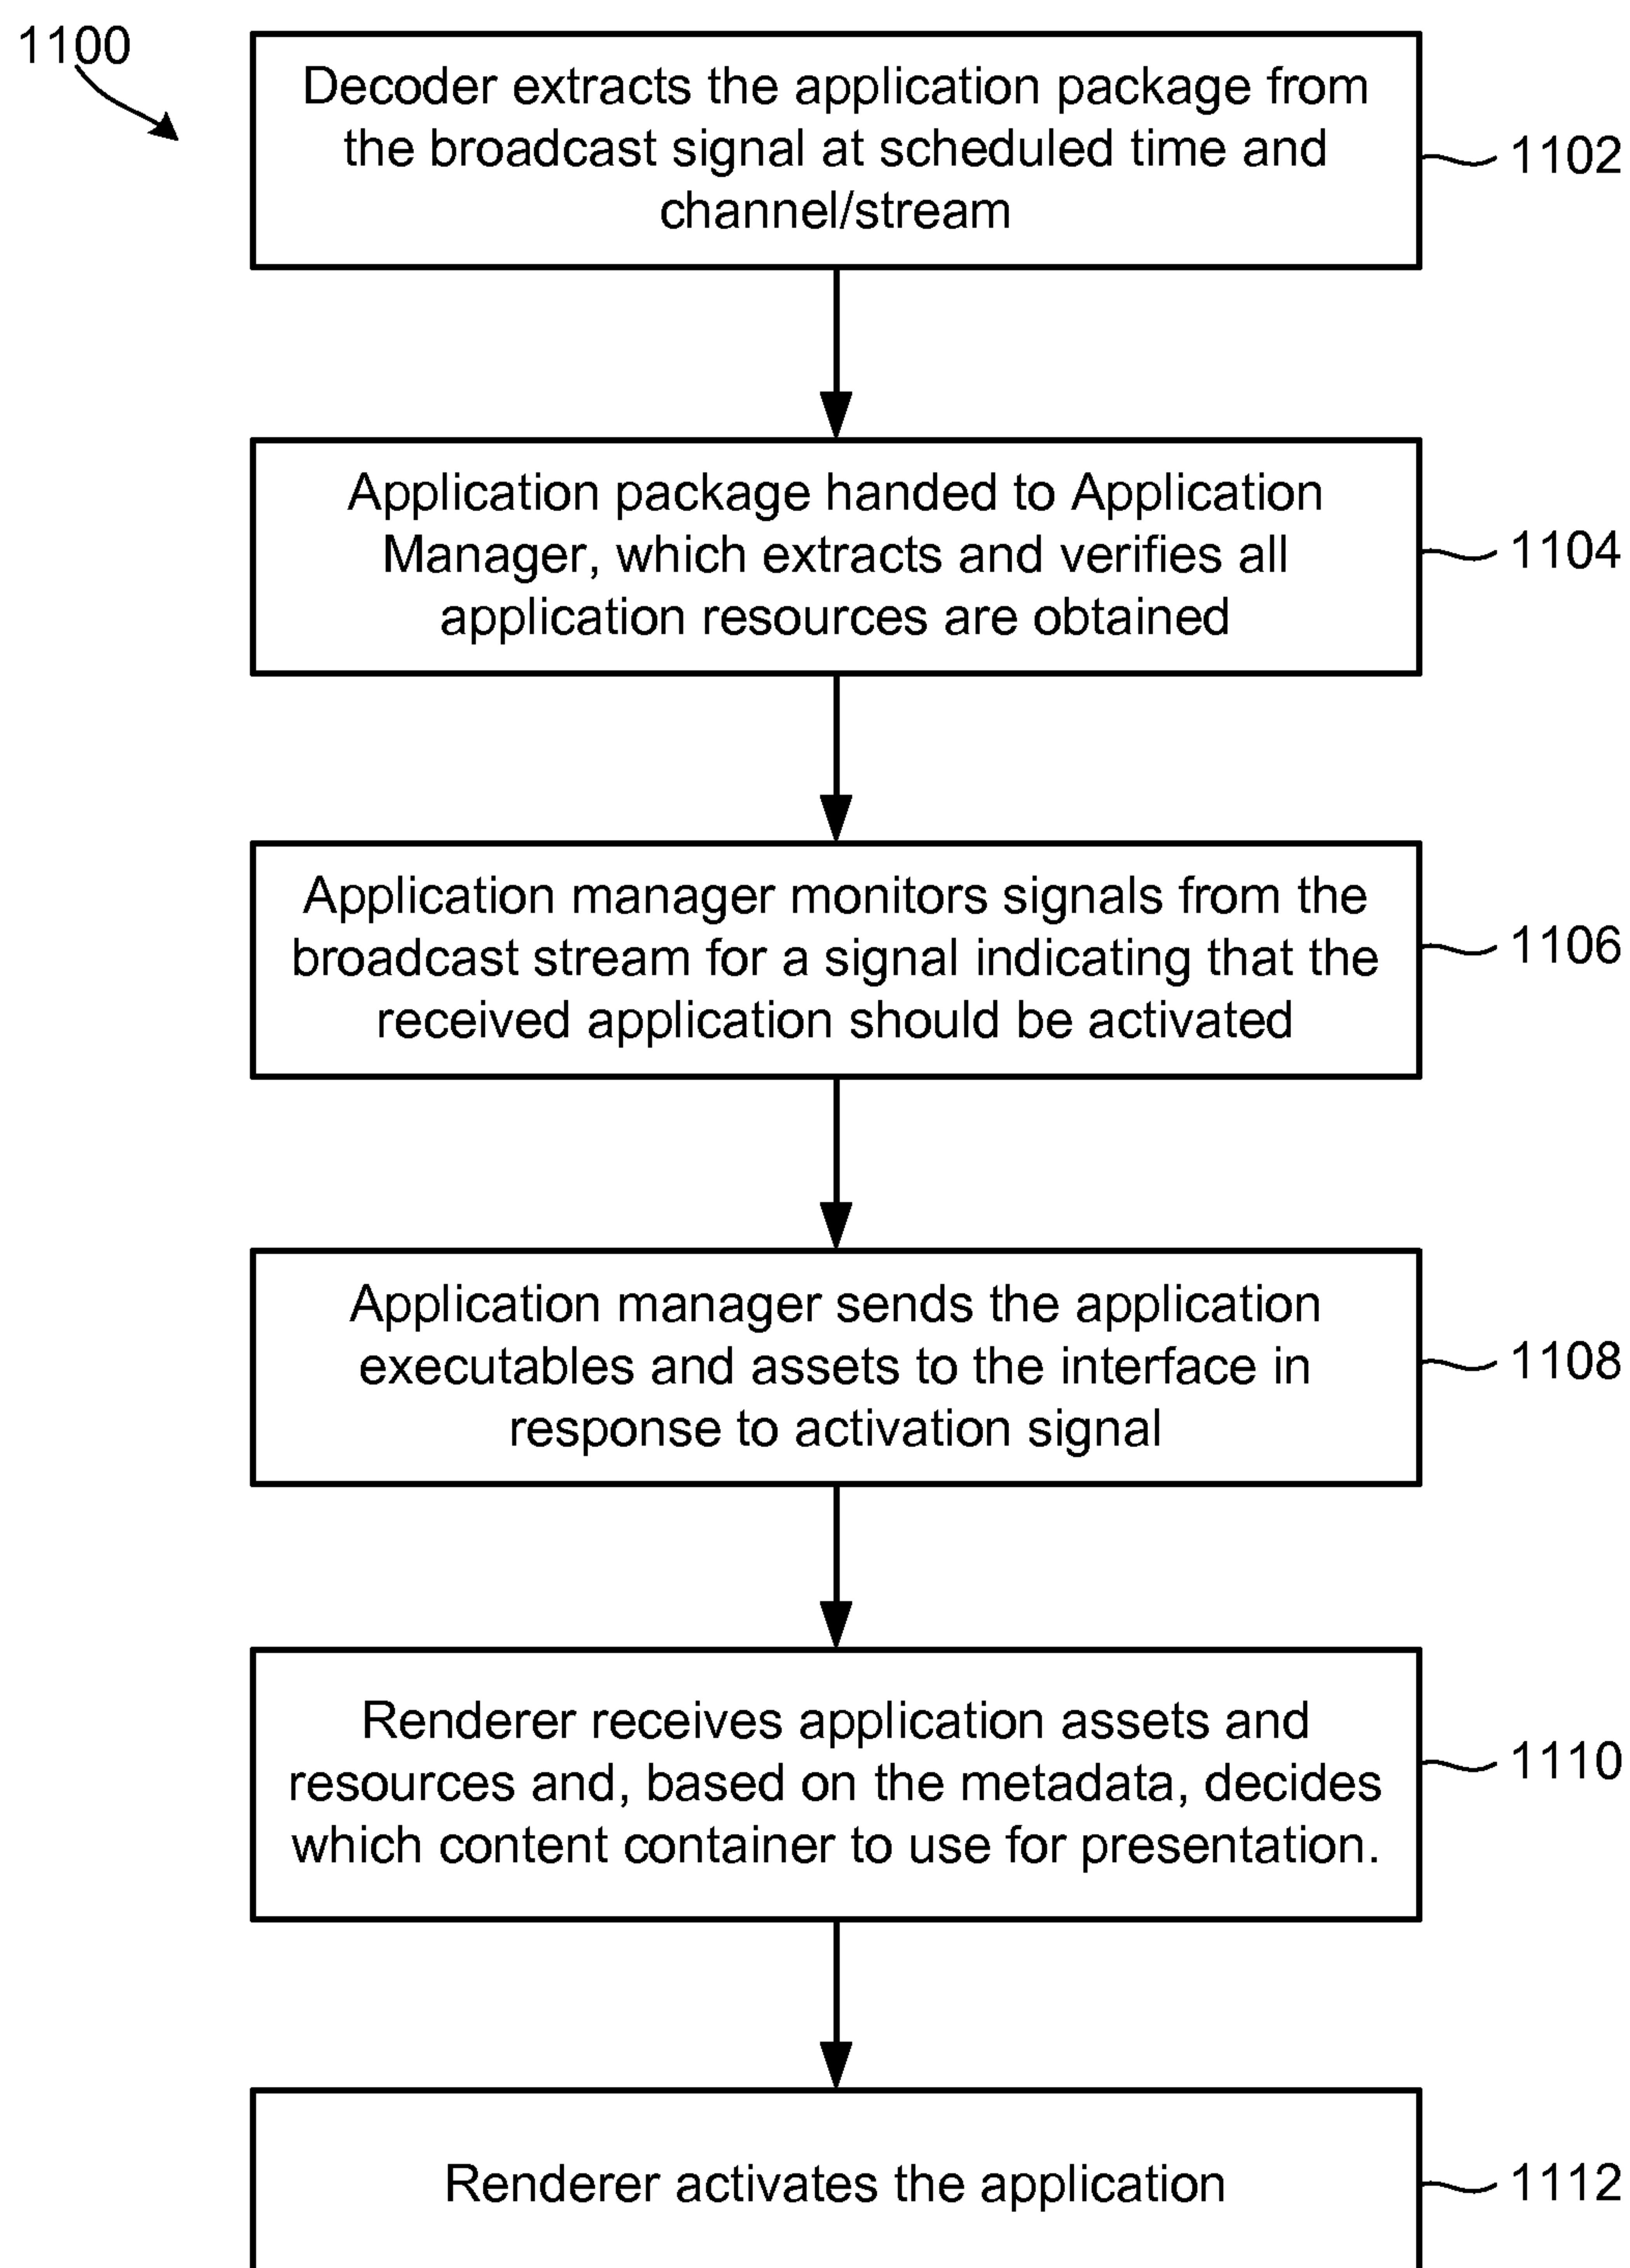 1100
Decoder extracts the application package from
the broadcast signal at scheduled time and
channel/stream
1102
Application package handed to Application
Manager, which extracts and verifies all
application resources are obtained
1104
Application manager monitors signals from the
broadcast stream for a signal indicating that the
received application should be activated
1106
Application manager sends the application
executables and assets to the interface in
response to activation signal
1108
Renderer receives application assets and
resources and, based on the metadata, decides
which content container to use for presentation.
1110
Renderer activates the application
1112